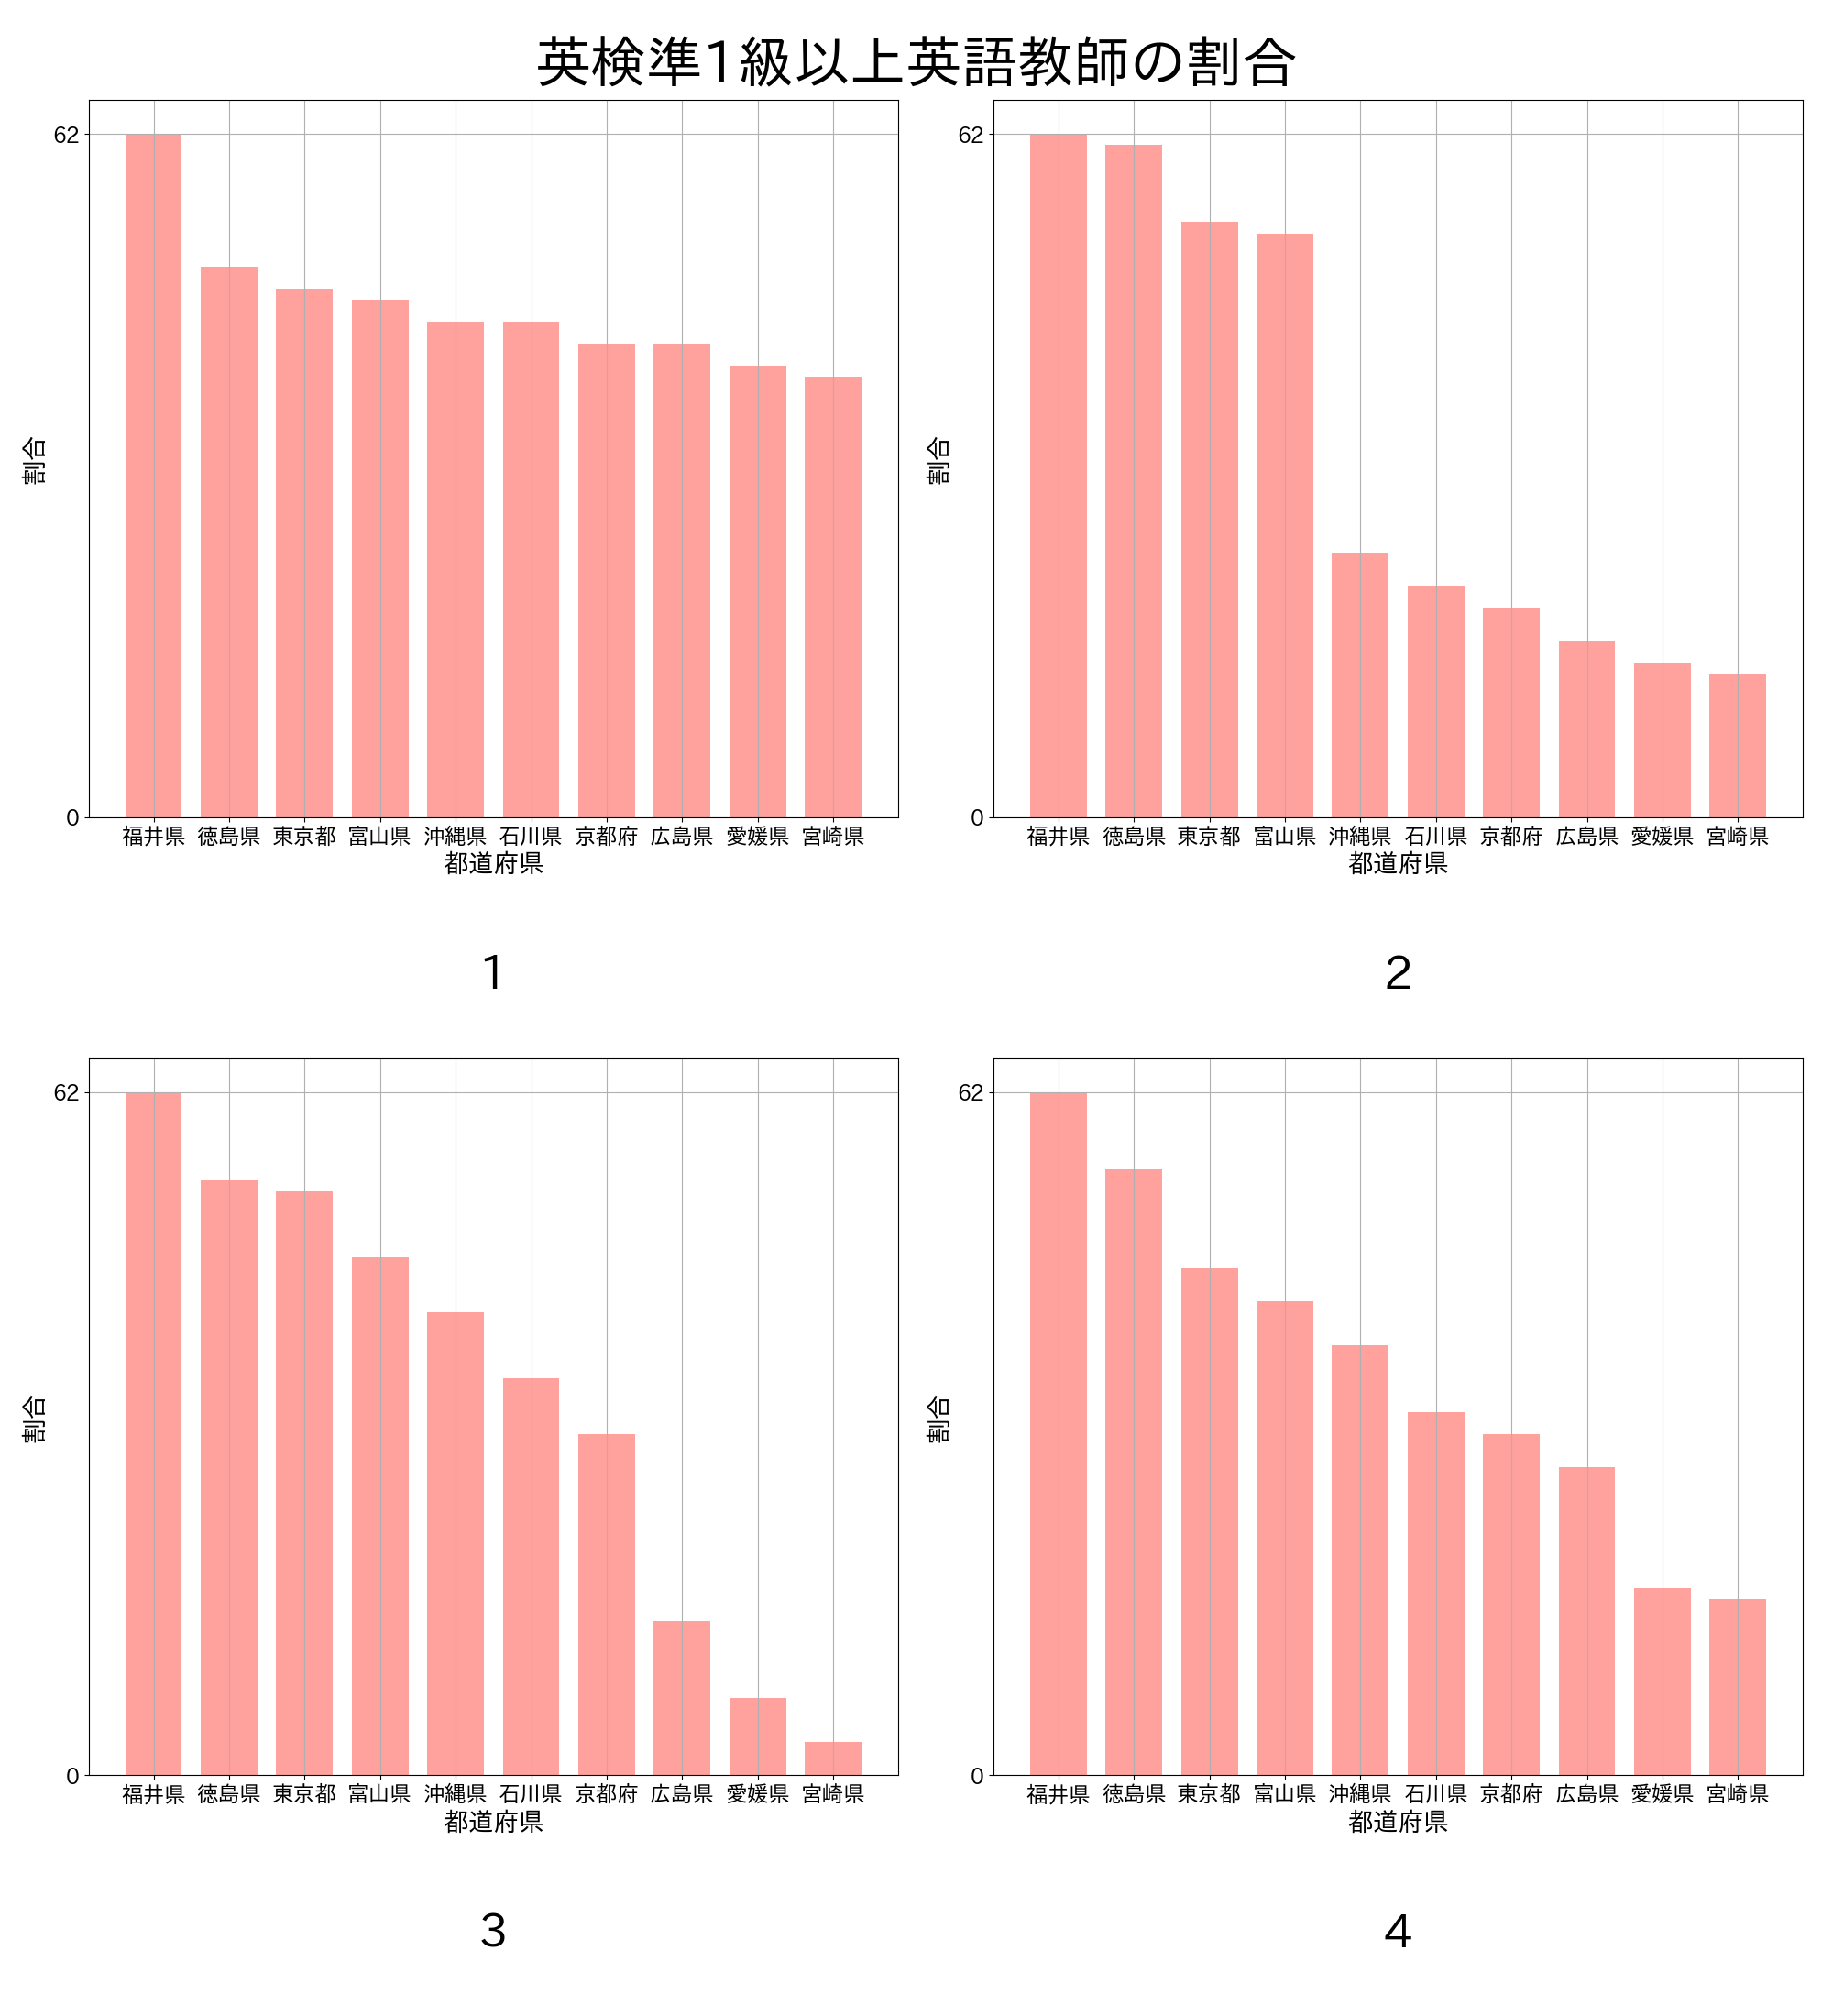 英検準1級以上英語教師の割合
62
割合
0
福井県 徳島県 東京都 富山県 沖縄県 石川県 京都府 広島県 愛媛県 宮崎県
都道府県
1
62
割合
0
福井県 徳島県 東京都 富山県 沖縄県 石川県 京都府 広島県 愛媛県 宮崎県
都道府県
2
62
割合
0
福井県 徳島県 東京都 富山県 沖縄県 石川県 京都府 広島県 愛媛県 宮崎県
都道府県
3
62
割合
0
福井県 徳島県 東京都 富山県 沖縄県 石川県 京都府 広島県 愛媛県 宮崎県
都道府県
4